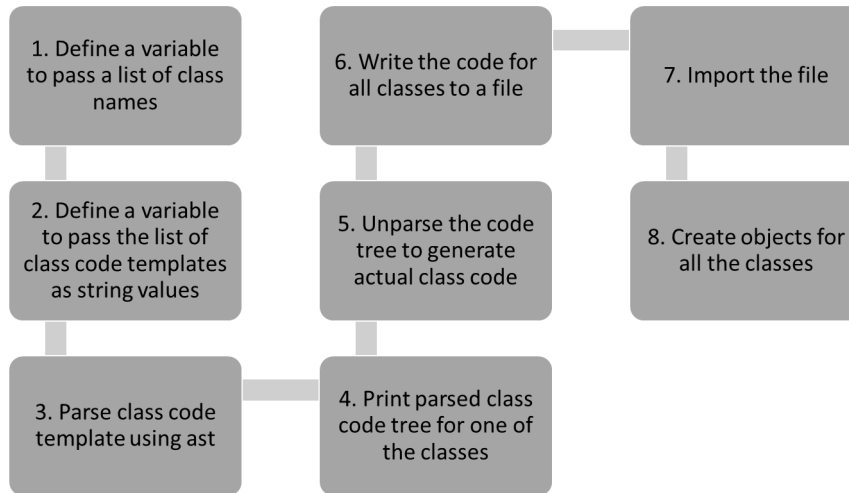 1. Define a variable
to pass a list of class
names
2. Define a variable
to pass the list of
class code templates
as string values
3. Parse class code
template using ast
4. Print parsed class
code tree for one of
the classes
5. Unparse the code
tree to generate
actual class code
6. Write the code for
all classes to a file
7. Import the file
8. Create objects for
all the classes